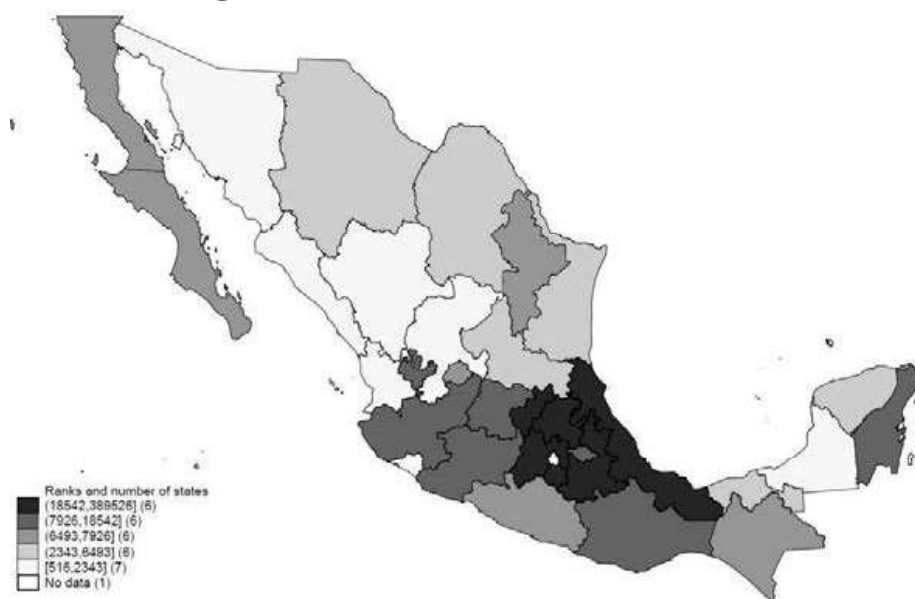 Ranks and number of states
(18542,389526] (6)
(7926,18542] (6)
(6493,7926] (6)
(2343,6493] (6)
[516,2343] (7)
No data (1)